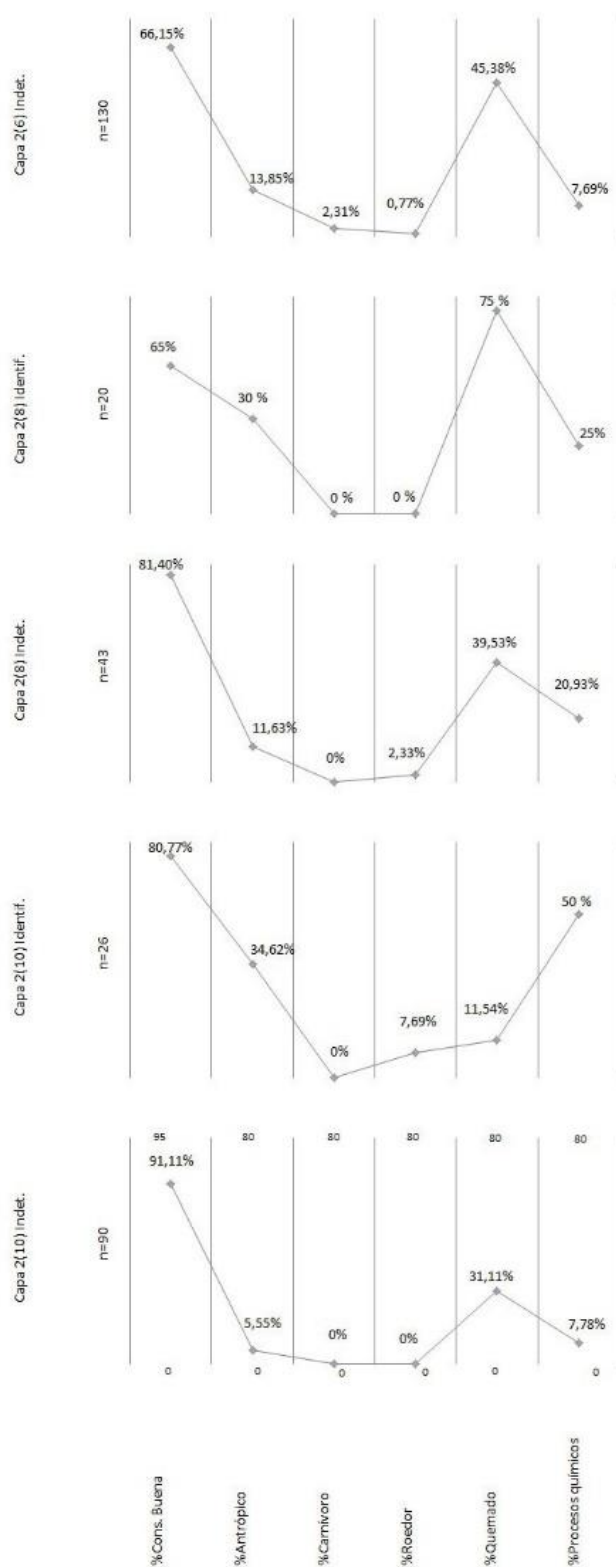 Capa 2(6) Indet.
n=130
66,15%
13,85%
2,31%
0,77%
45,38%
7,69%
Capa 2(8) Identif.
n=20
65%
30 %
0 %
0 %
75 %
25%
Capa 2(8) Indet.
n=43
81,40%
11,63%
0%
2,33%
39,53%
20,93%
Capa 2(10) Identif.
n=26
80,77%
34,62%
0%
7,69%
11,54%
50 %
Capa 2(10) Indet.
n=90
95
80
80
80
80
80
91,11%
5,55%
0%
0%
31,11%
7,78%
0
0
0
0
0
0
%Cons. Buena
%Antrópico
%Carnívoro
%Roedor
%Quemado
%Procesos químicos